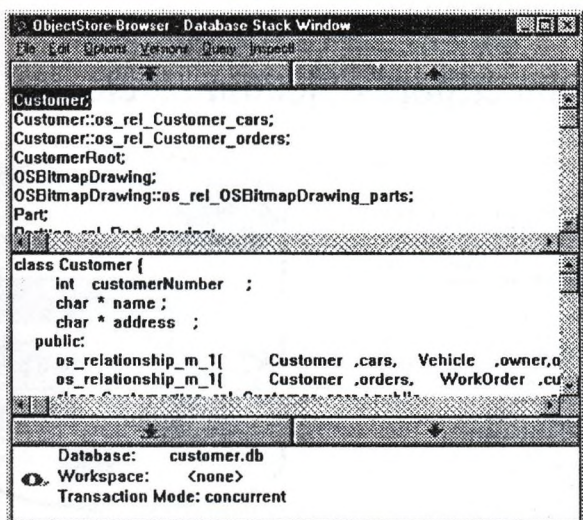 ObjectStore Browser - Database Stack Window
File Edit Options Versions Query Inspect!
Customer;
Customer::os_rel_Customer_cars;
Customer::os_rel_Customer_orders;
CustomerRoot;
OSBitmapDrawing;
OSBitmapDrawing::os_rel_OSBitmapDrawing_parts;
Part;
Part::os_rel_Part_drawing;
class Customer {
int customerNumber ;
char * name ;
char * address ;
public:
os_relationship_m_1( Customer ,cars, Vehicle ,owner,o
os_relationship_m_1( Customer ,orders, WorkOrder ,cu
Database: customer.db
Workspace: <none>
Transaction Mode: concurrent